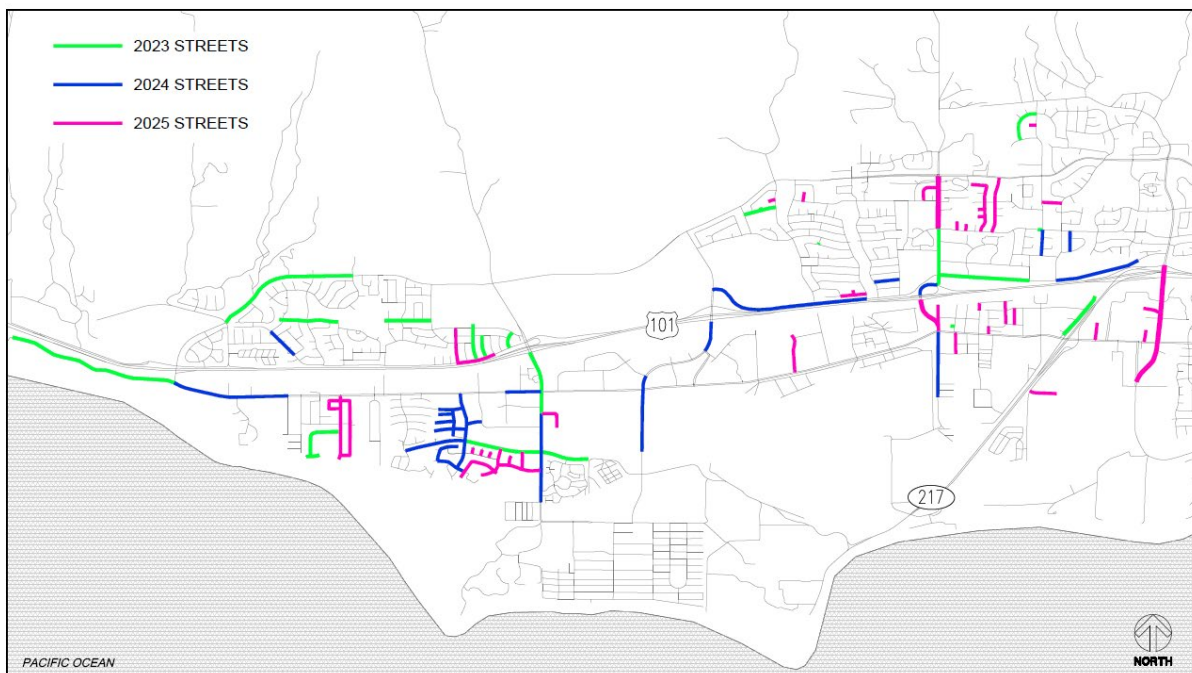 2023 STREETS
2024 STREETS
2025 STREETS
101
217
PACIFIC OCEAN
NORTH